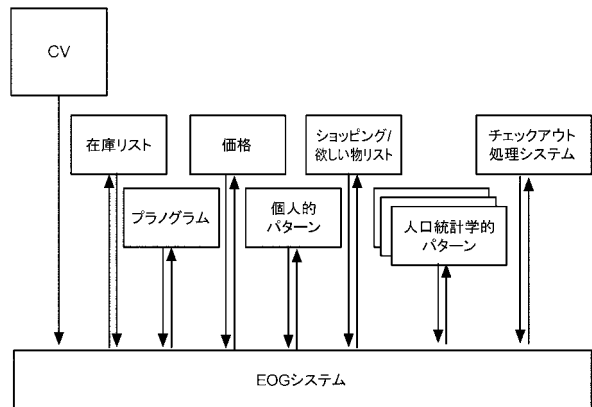 CV
在庫リスト
価格
ショッピング/
欲しい物リスト
チェックアウト
処理システム
プラノグラム
個人的
パターン
人口統計学的
パターン
EOGシステム